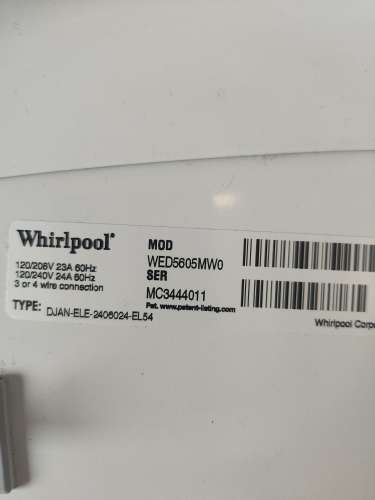 Whirlpool®
120/208V 23A 60Hz
120/240V 24A 60Hz
3 or 4 wire connection
TYPE: DJAN-ELE-2406024-EL54
MOD
WED5605MW0
SER
MC3444011
Pat. www.patent-listing.com
Whirlpool Corpo